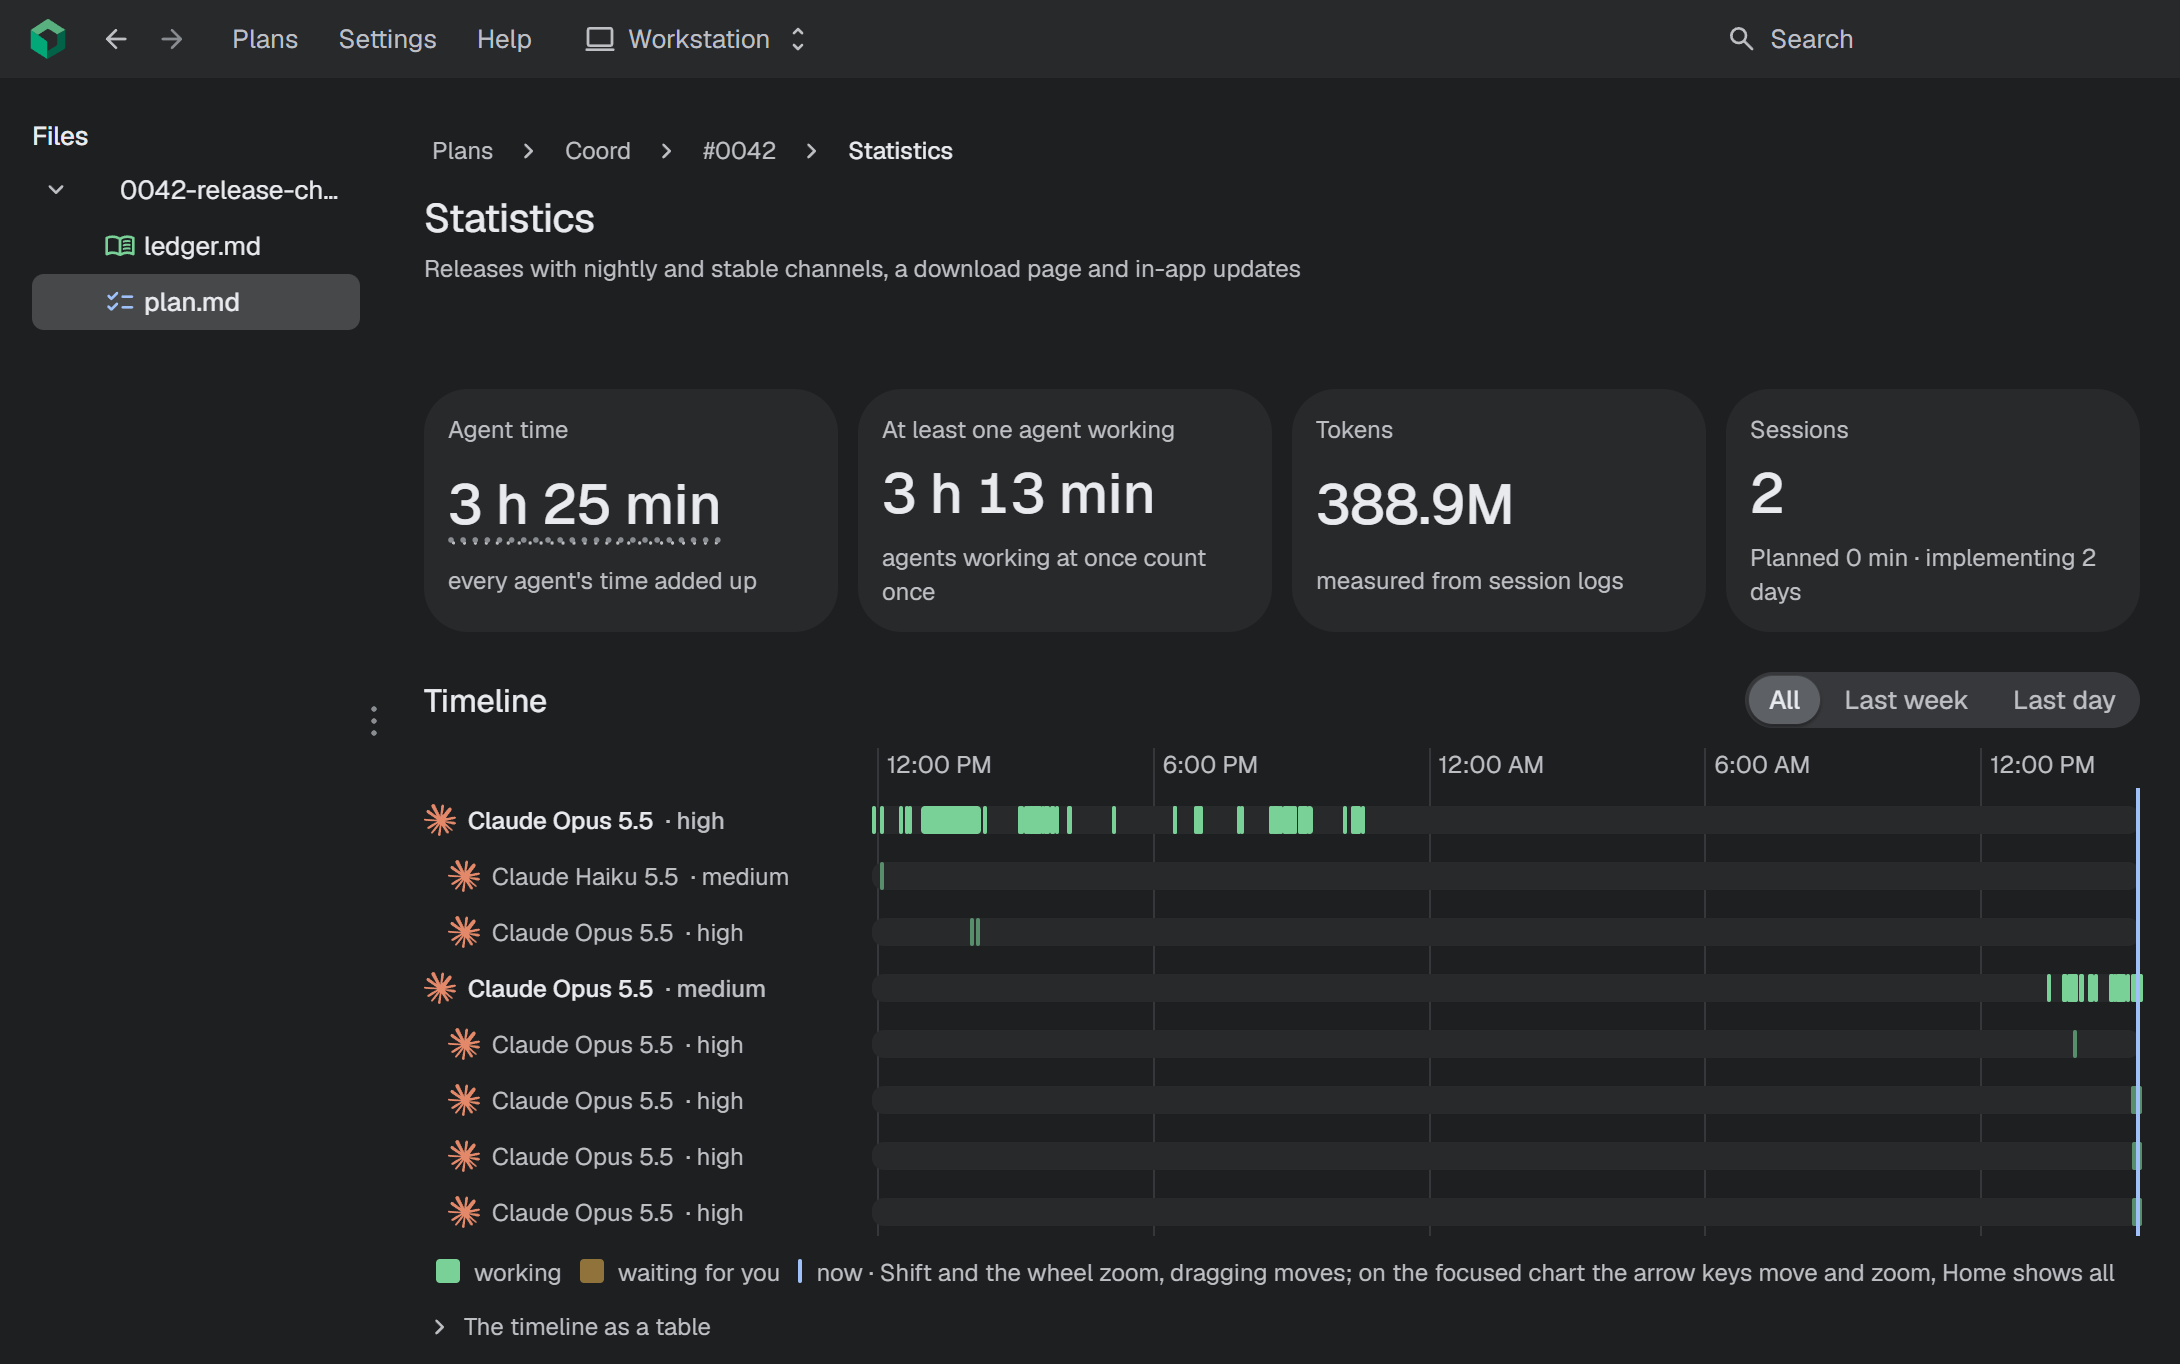 Plans
Settings
Help
Workstation
Search
Files
0042-release-ch...
ledger.md
plan.md
Plans
Coord
#0042
Statistics
Statistics
Releases with nightly and stable channels, a download page and in-app updates
Agent time
3 h 25 min
every agent's time added up
At least one agent working
3 h 13 min
agents working at once count
once
Tokens
388.9M
measured from session logs
Sessions
2
Planned 0 min · implementing 2
days
Timeline
All
Last week
Last day
12:00 PM
6:00 PM
12:00 AM
6:00 AM
12:00 PM
Claude Opus 5.5 · high
Claude Haiku 5.5 · medium
Claude Opus 5.5 · high
Claude Opus 5.5 · medium
Claude Opus 5.5 · high
Claude Opus 5.5 · high
Claude Opus 5.5 · high
Claude Opus 5.5 · high
working
waiting for you
now · Shift and the wheel zoom, dragging moves; on the focused chart the arrow keys move and zoom, Home shows all
The timeline as a table